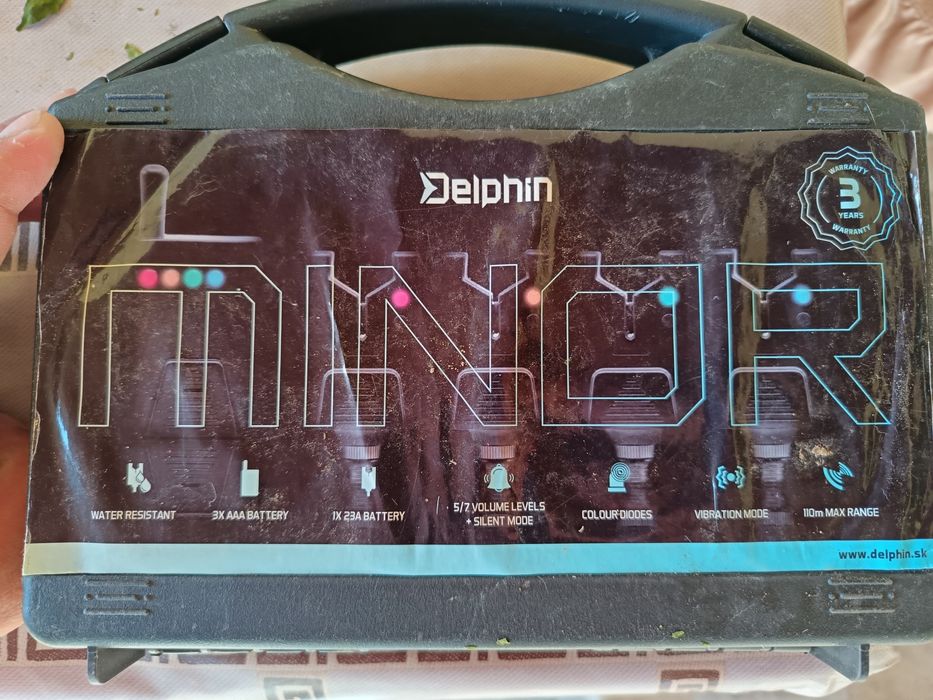 Delphin
WARRANTY
3
YEARS
WARRANTY
MINOR
WATER RESISTANT
3X AAA BATTERY
1X 23A BATTERY
5/7 VOLUME LEVELS
+ SILENT MODE
COLOUR DIODES
VIBRATION MODE
110m MAX RANGE
www.delphin.sk